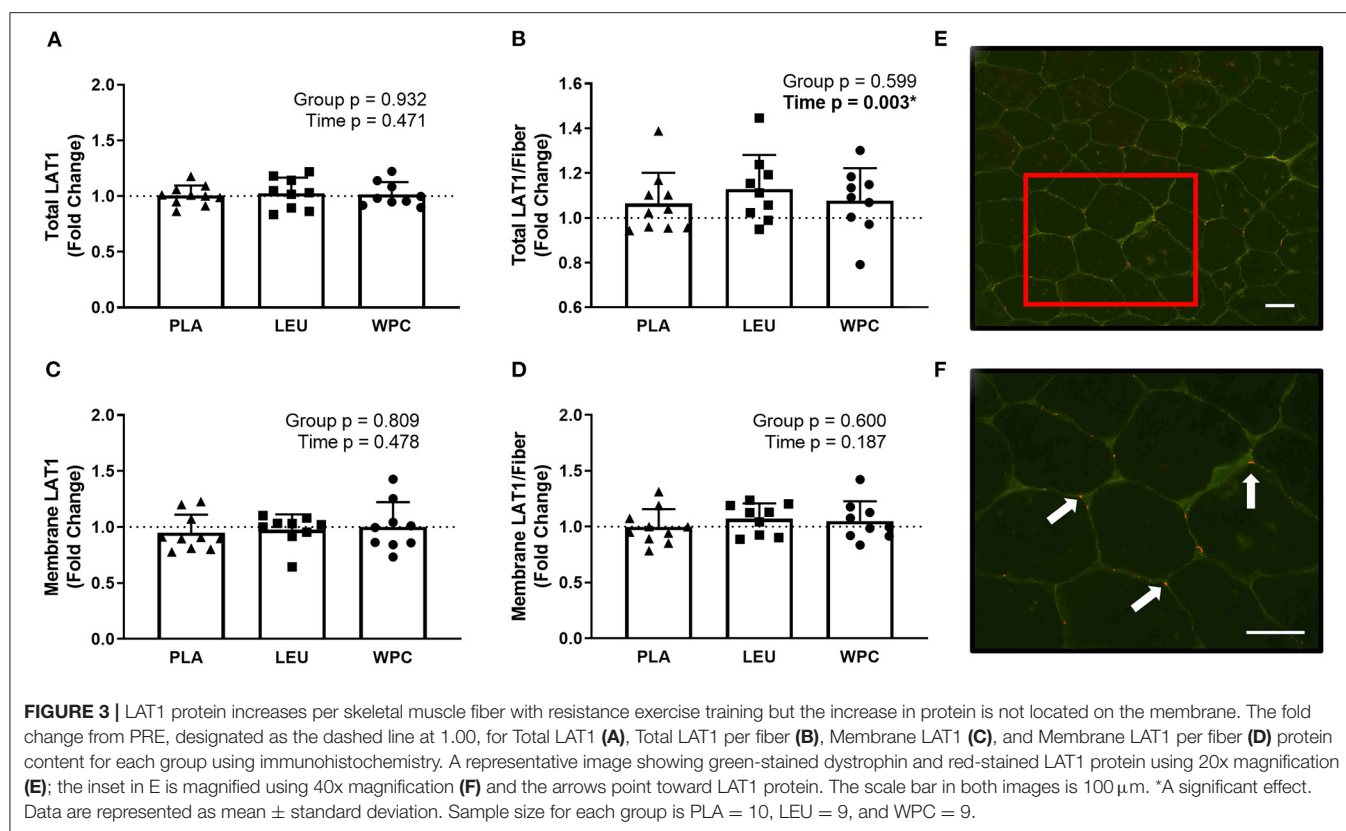 A
Total LAT1
(Fold Change)
2.0
1.5
1.0
0.5
0.0
Group p = 0.932
Time p = 0.471
PLA LEU WPC
B
Total LAT1/Fiber
(Fold Change)
1.6
1.4
1.2
1.0
0.8
0.6
Group p = 0.599
Time p = 0.003*
PLA LEU WPC
E
C
Membrane LAT1
(Fold Change)
2.0
1.5
1.0
0.5
0.0
Group p = 0.809
Time p = 0.478
PLA LEU WPC
D
Membrane LAT1/Fiber
(Fold Change)
2.0
1.5
1.0
0.5
0.0
Group p = 0.600
Time p = 0.187
PLA LEU WPC
F
FIGURE 3 | LAT1 protein increases per skeletal muscle fiber with resistance exercise training but the increase in protein is not located on the membrane. The fold
change from PRE, designated as the dashed line at 1.00, for Total LAT1 (A), Total LAT1 per fiber (B), Membrane LAT1 (C), and Membrane LAT1 per fiber (D) protein
content for each group using immunohistochemistry. A representative image showing green-stained dystrophin and red-stained LAT1 protein using 20x magnification
(E); the inset in E is magnified using 40x magnification (F) and the arrows point toward LAT1 protein. The scale bar in both images is 100 μm. *A significant effect.
Data are represented as mean ± standard deviation. Sample size for each group is PLA = 10, LEU = 9, and WPC = 9.